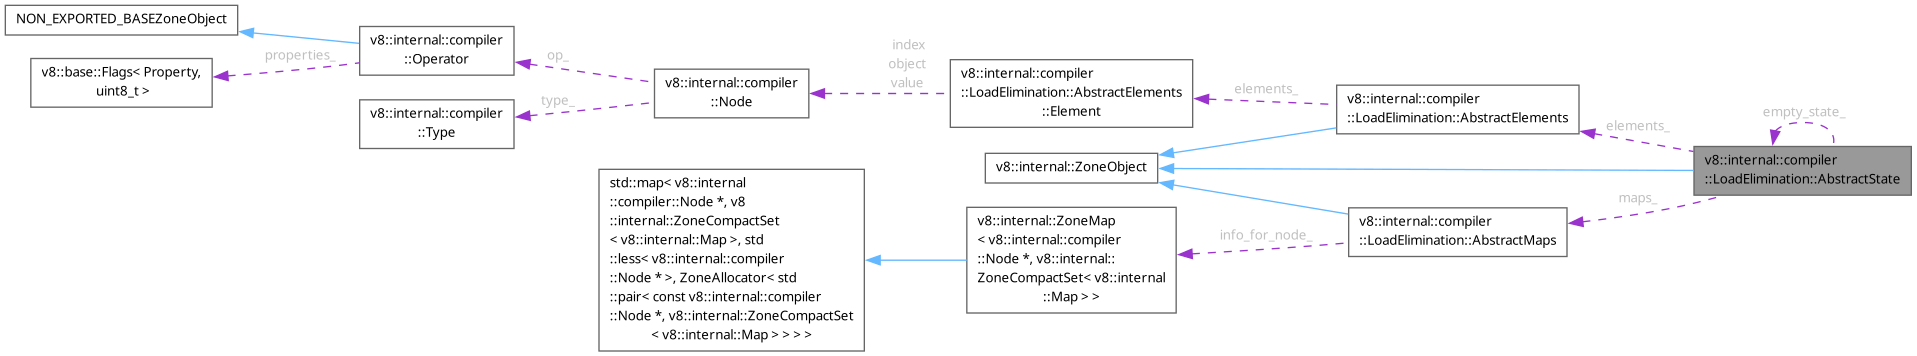 NON_EXPORTED_BASEZoneObject
v8::base::Flags< Property,
uint8_t >
properties_
v8::internal::compiler
::Operator
v8::internal::compiler
::Type
op_
type_
v8::internal::compiler
::Node
index
object
value
v8::internal::compiler
::LoadElimination::AbstractElements
::Element
v8::internal::ZoneObject
std::map< v8::internal
::compiler::Node *, v8
::internal::ZoneCompactSet
< v8::internal::Map >, std
::less< v8::internal::compiler
::Node * >, ZoneAllocator< std
::pair< const v8::internal::compiler
::Node *, v8::internal::ZoneCompactSet
< v8::internal::Map > > > >
v8::internal::ZoneMap
< v8::internal::compiler
::Node *, v8::internal::
ZoneCompactSet< v8::internal
::Map > >
elements_
info_for_node_
v8::internal::compiler
::LoadElimination::AbstractElements
v8::internal::compiler
::LoadElimination::AbstractMaps
elements_
maps_
empty_state_
v8::internal::compiler
::LoadElimination::AbstractState